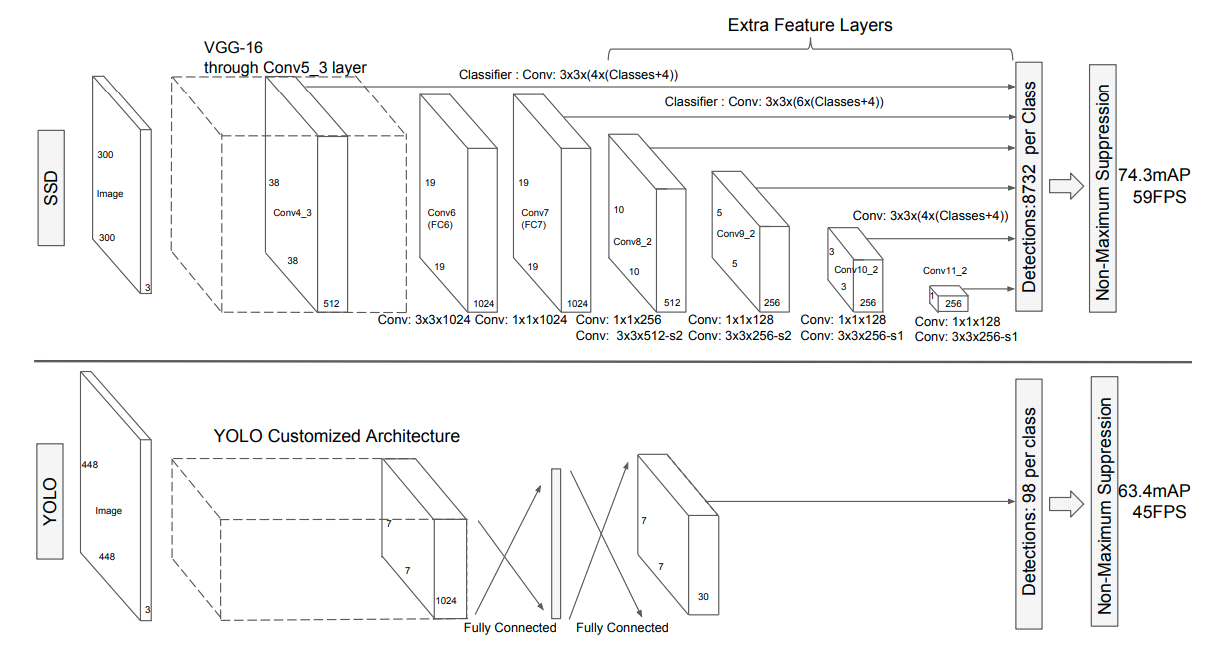 Extra Feature Layers
VGG-16
through Conv5_3 layer
Classifier : Conv: 3x3x(4x(Classes+4))
Classifier : Conv: 3x3x(6x(Classes+4))
SSD
300
Image
300
3
38
Conv4_3
38
512
19
Conv6
(FC6)
19
1024
19
Conv7
(FC7)
19
1024
10
Conv8_2
10
512
5
Conv9_2
5
256
Conv: 3x3x(4x(Classes+4))
3
Conv10_2
3
256
Conv11_2
1
256
Conv: 3x3x1024
Conv: 1x1x1024
Conv: 1x1x256
Conv: 3x3x512-s2
Conv: 1x1x128
Conv: 3x3x256-s2
Conv: 1x1x128
Conv: 3x3x256-s1
Conv: 1x1x128
Conv: 3x3x256-s1
Detections:8732 per Class
Non-Maximum Suppression
74.3mAP
59FPS
YOLO
448
Image
448
3
YOLO Customized Architecture
7
7
1024
Fully Connected
Fully Connected
7
7
30
Detections: 98 per class
Non-Maximum Suppression
63.4mAP
45FPS